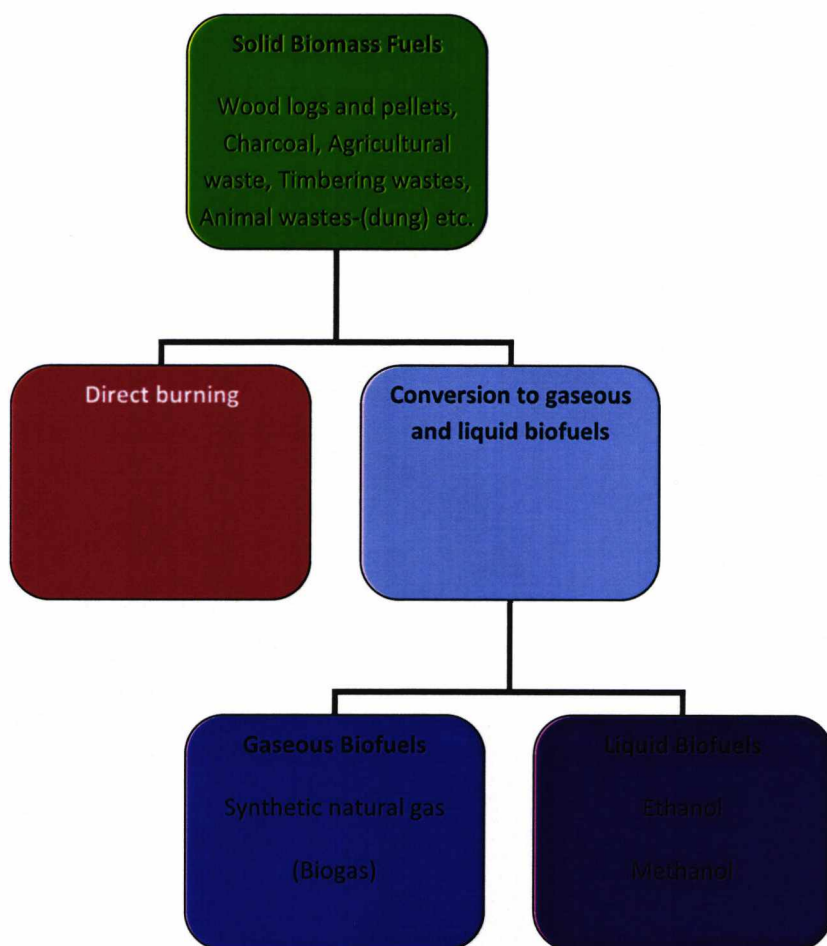 Solid Biomass Fuels
Wood logs and pellets,
Charcoal, Agricultural
waste, Timbering wastes,
Animal wastes-(dung) etc.
Direct burning
Conversion to gaseous
and liquid biofuels
Gaseous Biofuels
Synthetic natural gas
(Biogas)
Liquid Biofuels
Ethanol
Methanol